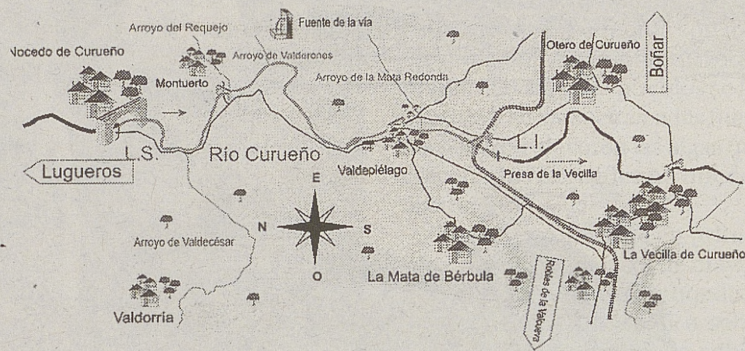 Arroyo del Requejo
Fuente de la vía
Nocedo de Curueño
Arroyo de Valderones
Otero de Curueño
Boñar
Montuerto
Arroyo de la Mata Redonda
L.S.
Río Curueño
L.I.
Lugueros
Valdepiélago
Presa de la Vecilla
E
N
S
O
Arroyo de Valdecésar
La Vecilla de Curueño
La Mata de Bérbula
Robles de la Valcueva
Valdorría